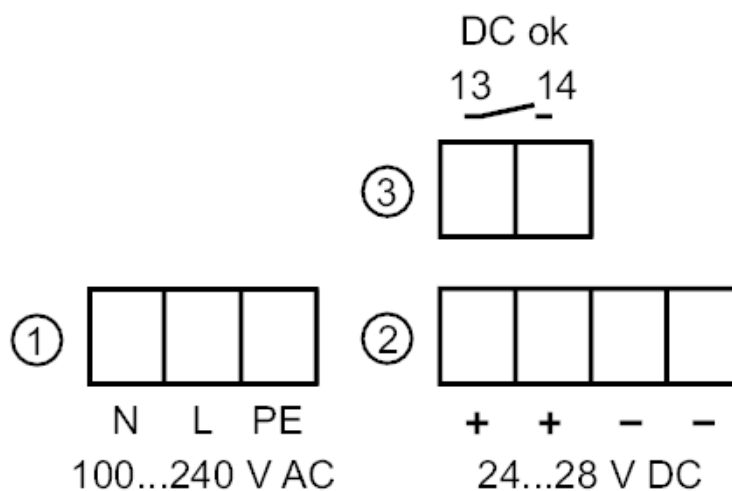 DC ok
13 14
3
1
2
N L PE
+ + – –
100...240 V AC
24...28 V DC